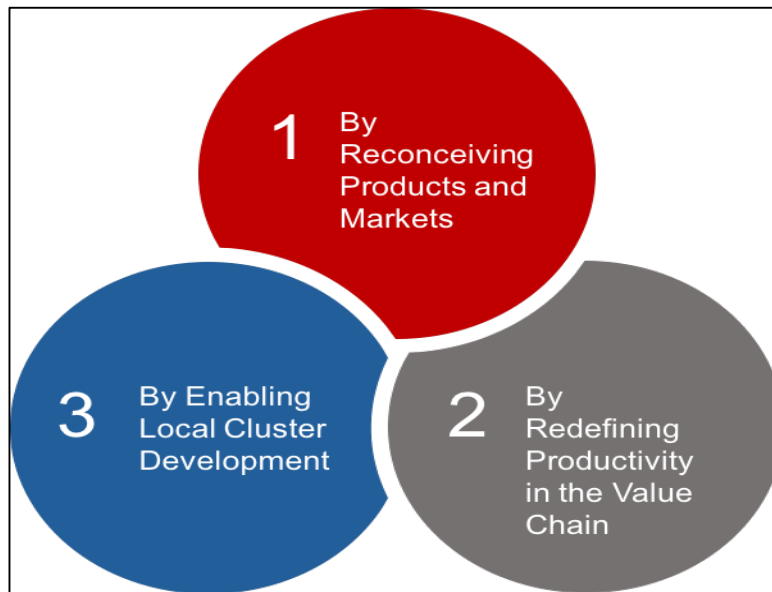 1
By
Reconceiving
Products and
Markets
2
By
Redefining
Productivity
in the Value
Chain
3
By Enabling
Local Cluster
Development